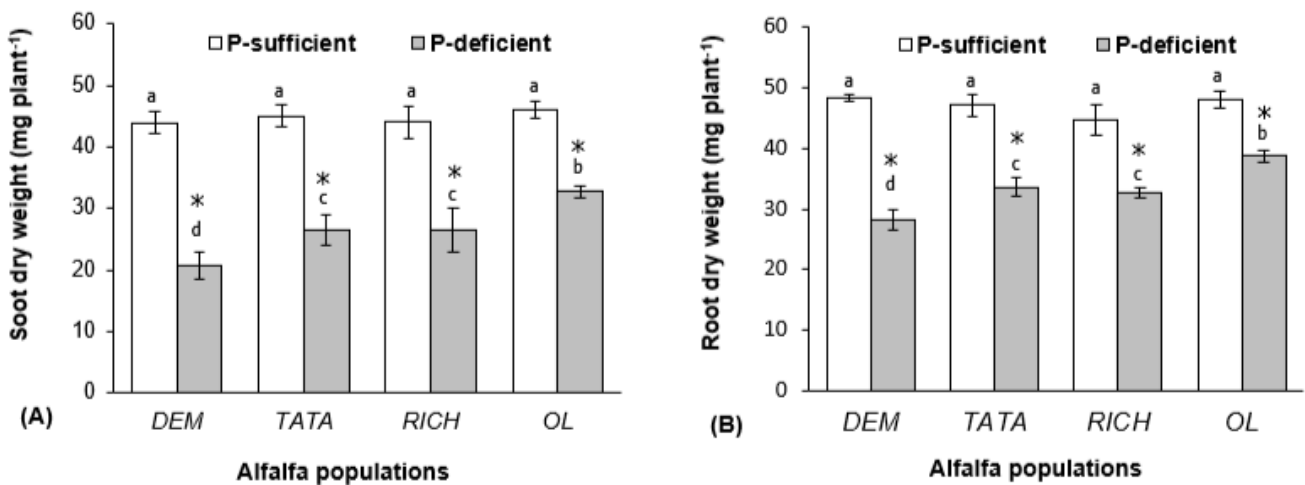 60
P-sufficient P-deficient
50
a a a a
40
* b
* c * c
30
* d
20
10
0
Soot dry weight (mg plant-1)
(A)
DEM TATA RICH OL
Alfalfa populations
60
P-sufficient P-deficient
50
a a a a
* b
40
* c * c
* d
30
20
10
0
Root dry weight (mg plant-1)
(B)
DEM TATA RICH OL
Alfalfa populations